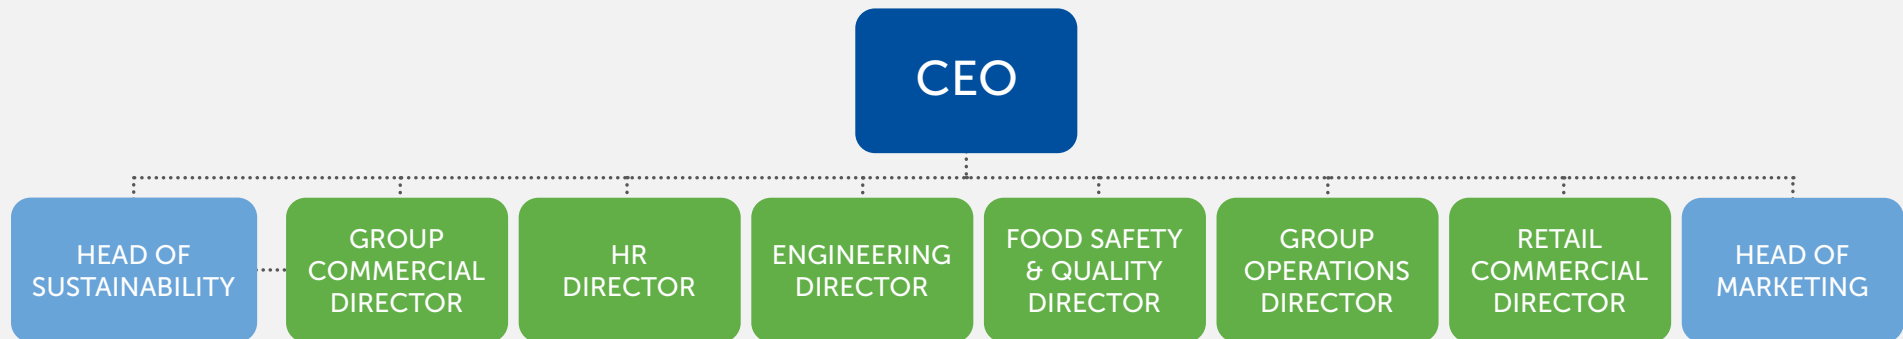 CEO
HEAD OF
SUSTAINABILITY
GROUP
COMMERCIAL
DIRECTOR
HR
DIRECTOR
ENGINEERING
DIRECTOR
FOOD SAFETY
& QUALITY
DIRECTOR
GROUP
OPERATIONS
DIRECTOR
RETAIL
COMMERCIAL
DIRECTOR
HEAD OF
MARKETING